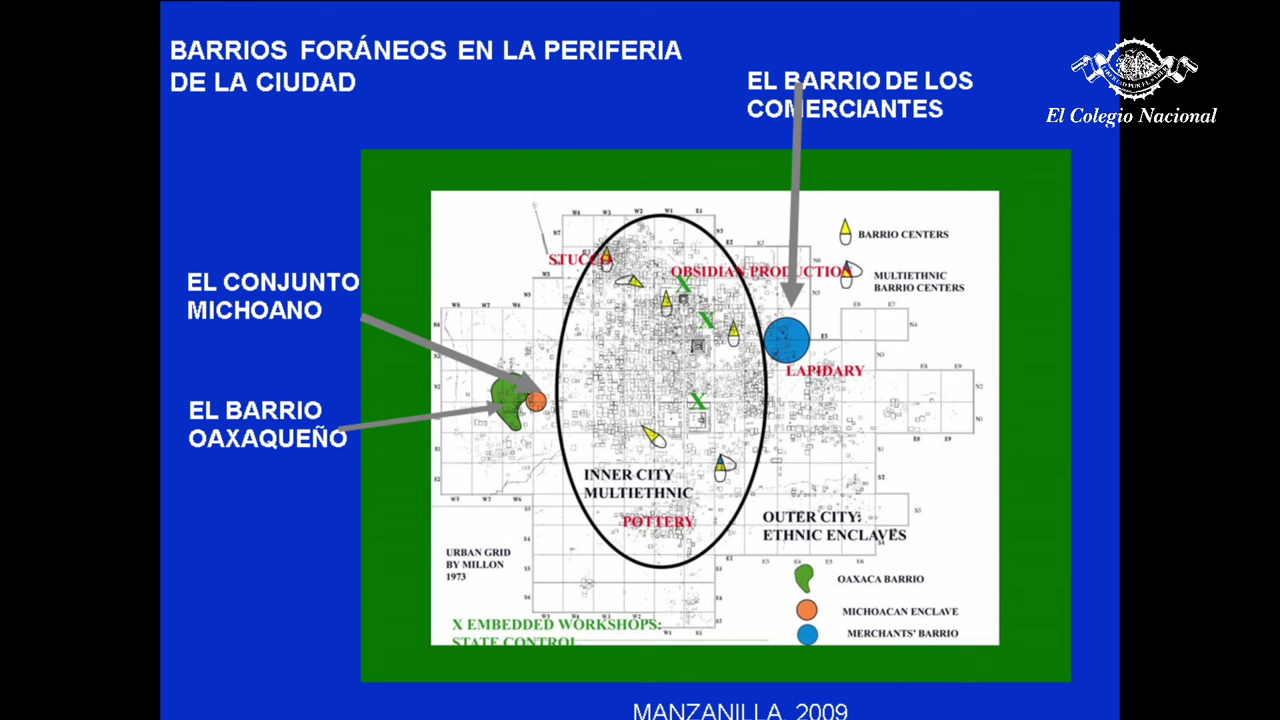 BARRIOS FORÁNEOS EN LA PERIFERIA
DE LA CIUDAD
EL BARRIO DE LOS
COMERCIANTES
El Colegio Nacional
EL CONJUNTO
MICHOANO
EL BARRIO
OAXAQUEÑO
STUCCO
OBSIDIAN PRODUCTION
BARRIO CENTERS
MULTIETHNIC
BARRIO CENTERS
X
X
X
LAPIDARY
INNER CITY
MULTIETHNIC
POTTERY
OUTER CITY:
ETHNIC ENCLAVES
URBAN GRID
BY MILLON
1973
OAXACA BARRIO
MICHOACAN ENCLAVE
MERCHANTS' BARRIO
X EMBEDDED WORKSHOPS:
STATE CONTROL
MANZANILLA, 2009